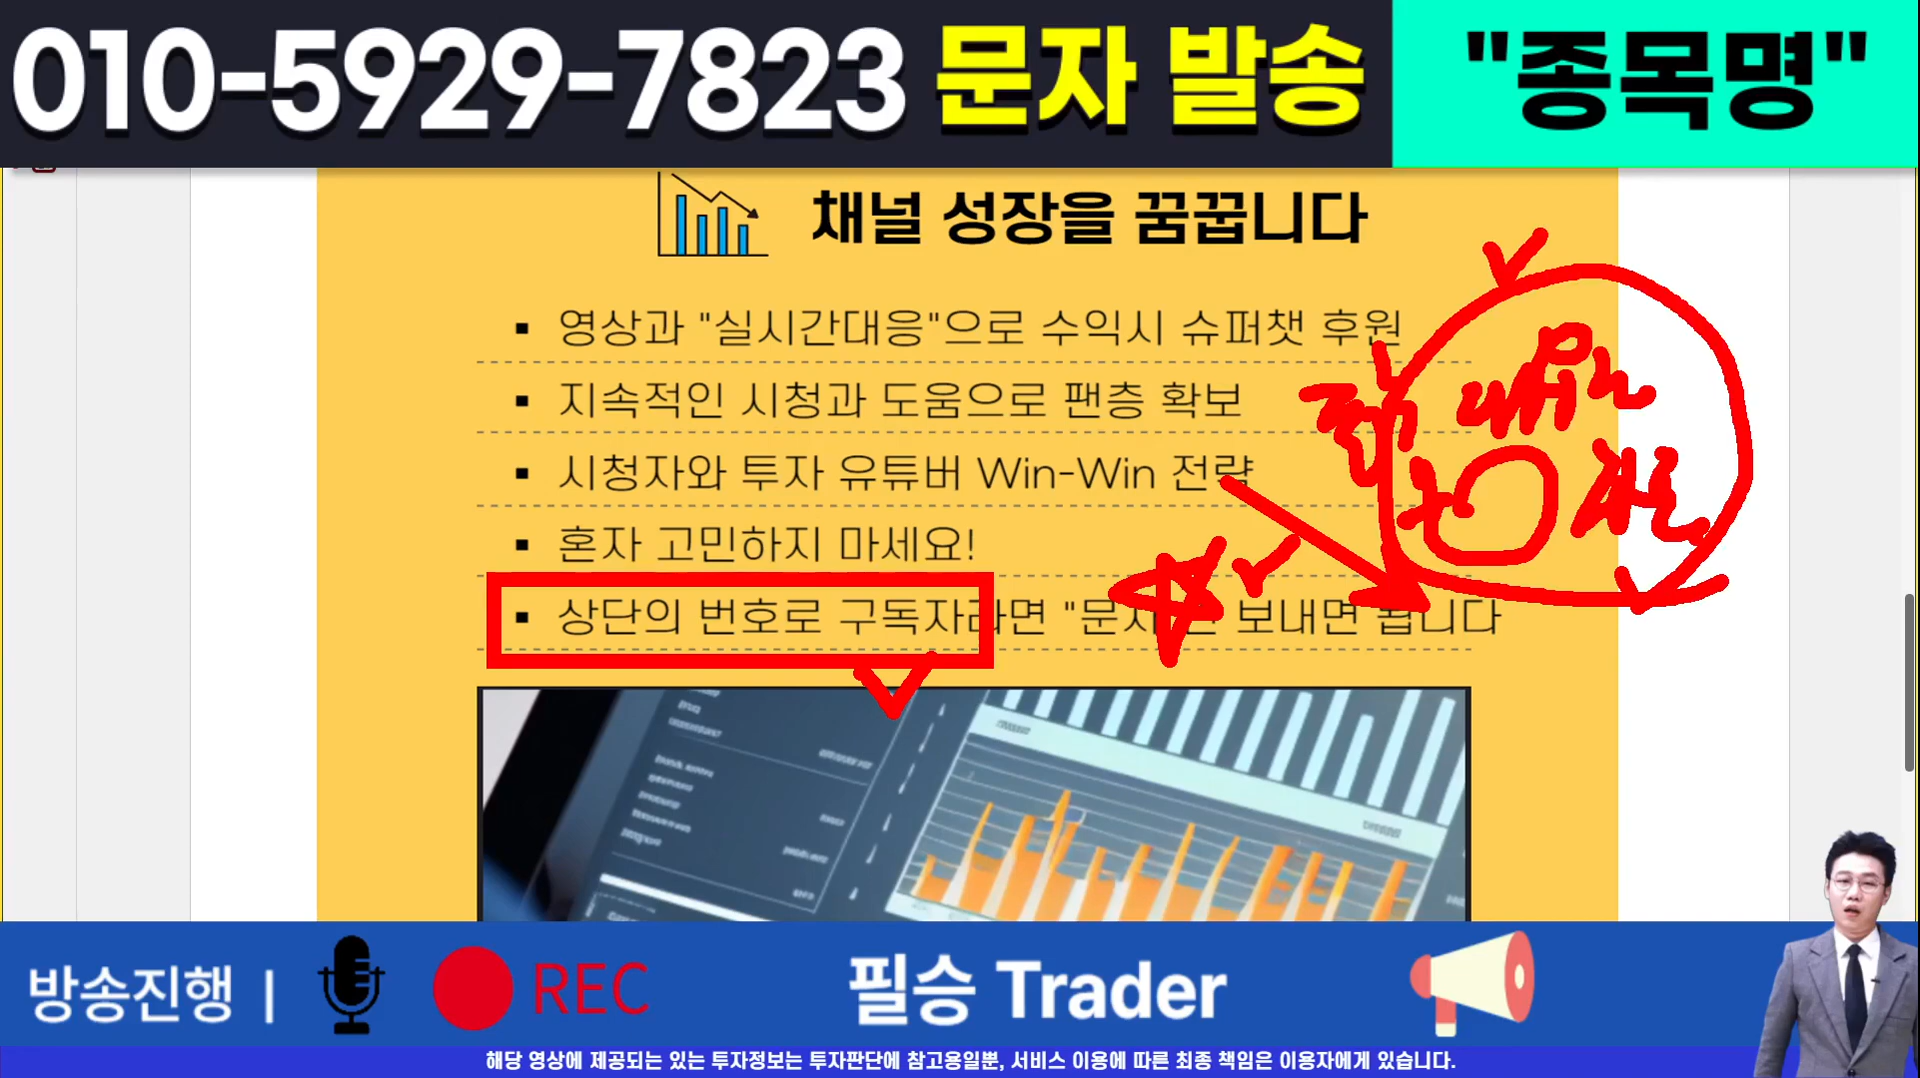 010-5929-7823 문자 발송 "종목명"
채널 성장을 꿈꿉니다
▪ 영상과 "실시간대응"으로 수익시 슈퍼챗 후원
▪ 지속적인 시청과 도움으로 팬층 확보
▪ 시청자와 투자 유튜버 Win-Win 전략
▪ 혼자 고민하지 마세요!
▪ 상단의 번호로 구독자라면 "문자" 보내면 됩니다
방송진행 | REC 필승 Trader
해당 영상에 제공되는 있는 투자정보는 투자판단에 참고용일뿐, 서비스 이용에 따른 최종 책임은 이용자에게 있습니다.